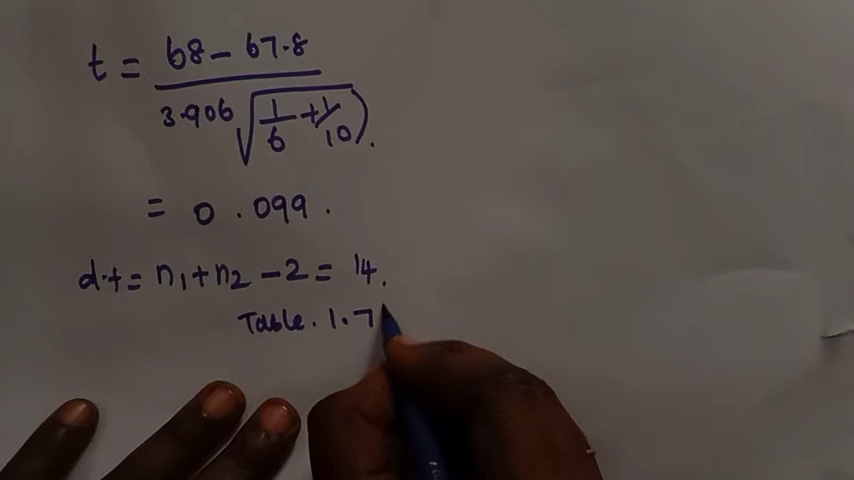 t = 68 - 67.8 / 3.906 √(1/6 + 1/10)
= 0.099.
d.f = n1 + n2 - 2 = 14.
Table. 1.7